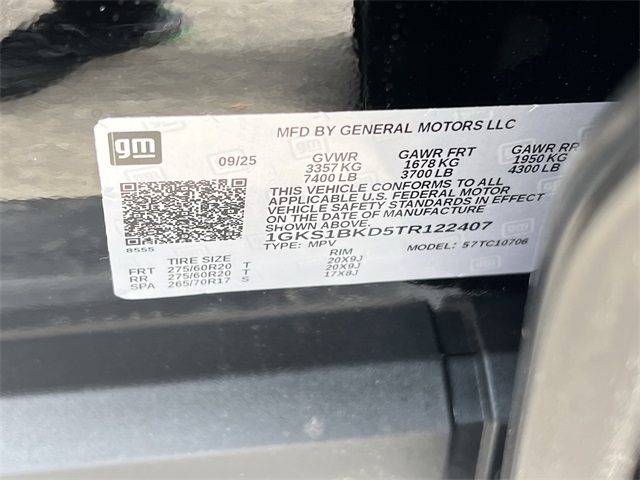 gm
MFD BY GENERAL MOTORS LLC
09/25
GVWR GAWR FRT GAWR RR
3357 KG 1678 KG 1950 KG
7400 LB 3700 LB 4300 LB
THIS VEHICLE CONFORMS TO ALL
APPLICABLE U.S. FEDERAL MOTOR
VEHICLE SAFETY STANDARDS IN EFFECT
ON THE DATE OF MANUFACTURE
SHOWN ABOVE
1GKS1BKD5TR122407
8555
TYPE: MPV MODEL: 57TC10706
TIRE SIZE RIM
FRT 275/60R20 T 20X9J
RR 275/60R20 T 20X9J
SPA 265/70R17 S 17X8J